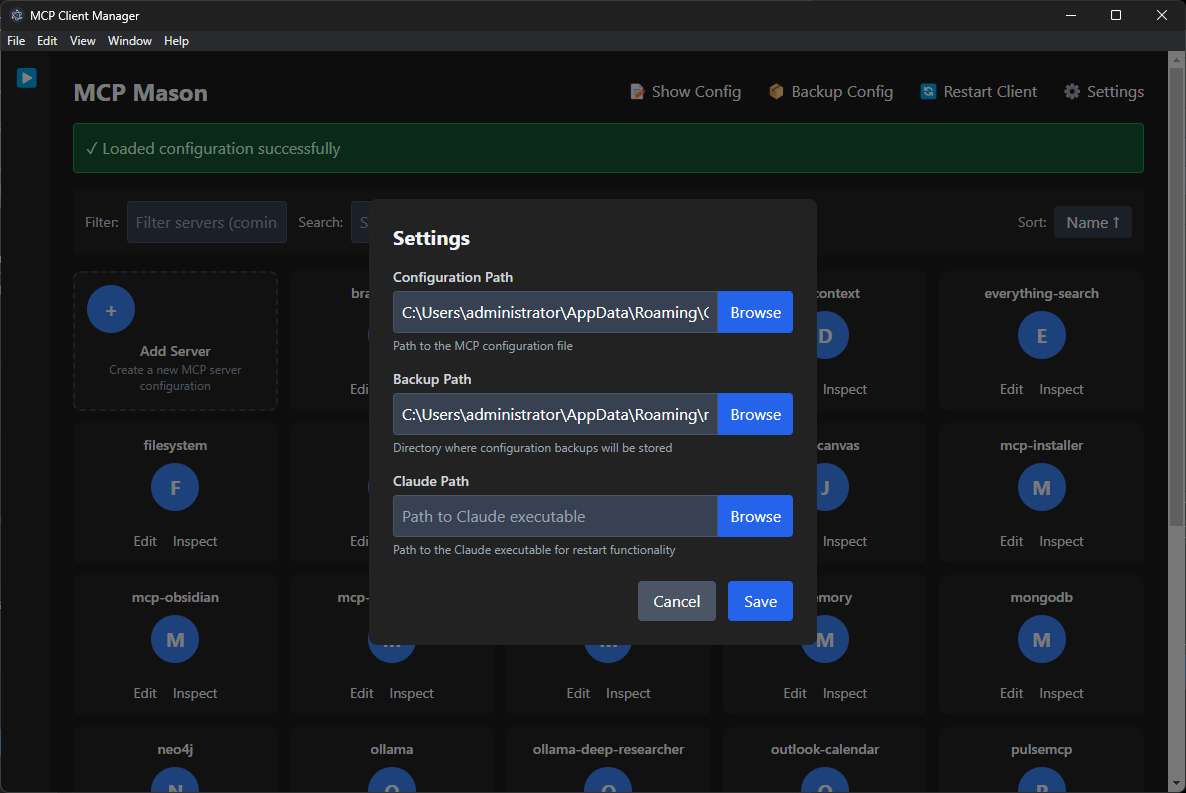 MCP Client Manager
File Edit View Window Help
MCP Mason
Show Config Backup Config Restart Client Settings
✓ Loaded configuration successfully
Filter: Filter servers (comin Search: S Sort: Name ↑
Settings
Configuration Path
C:\Users\administrator\AppData\Roaming\ Browse
Path to the MCP configuration file
Backup Path
C:\Users\administrator\AppData\Roaming\ Browse
Directory where configuration backups will be stored
Claude Path
Path to Claude executable Browse
Path to the Claude executable for restart functionality
Cancel Save
+
Add Server
Create a new MCP server
configuration
bra
Edi
context
D
Inspect
everything-search
E
Edit Inspect
filesystem
F
Edit Inspect
Edi
canvas
J
Inspect
mcp-installer
M
Edit Inspect
mcp-obsidian
M
Edit Inspect
mcp-
Edit Inspect
Edit Inspect
emory
M
Edit Inspect
mongodb
M
Edit Inspect
neo4j
N
ollama
O
ollama-deep-researcher
O
outlook-calendar
O
pulsemcp
P